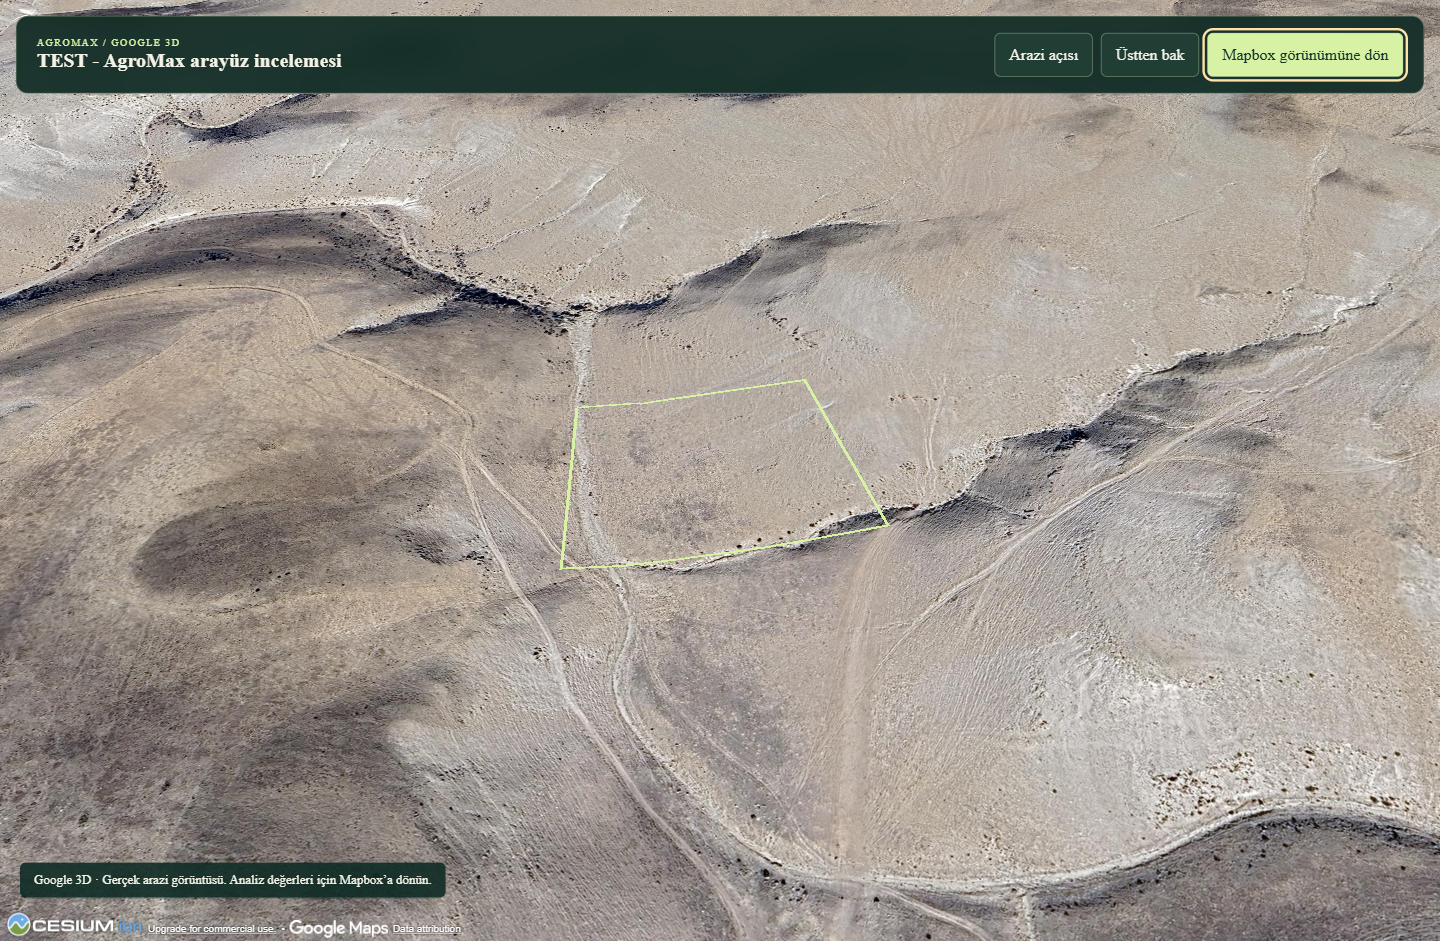 AGROMAX / GOOGLE 3D
TEST - AgroMax arayüz incelemesi
Arazi açısı
Üstten bak
Mapbox görünümüne dön
Google 3D · Gerçek arazi görüntüsü. Analiz değerleri için Mapbox’a dönün.
CESIUM ion Upgrade for commercial use. • Google Maps Data attribution